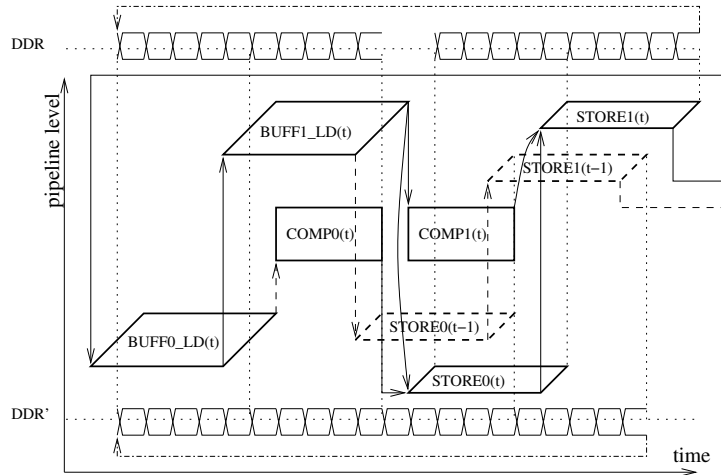 DDR
pipeline level
STORE1(t)
BUFF1_LD(t)
STORE1(t−1)
COMP0(t)
COMP1(t)
STORE0(t−1)
BUFF0_LD(t)
STORE0(t)
DDR'
time